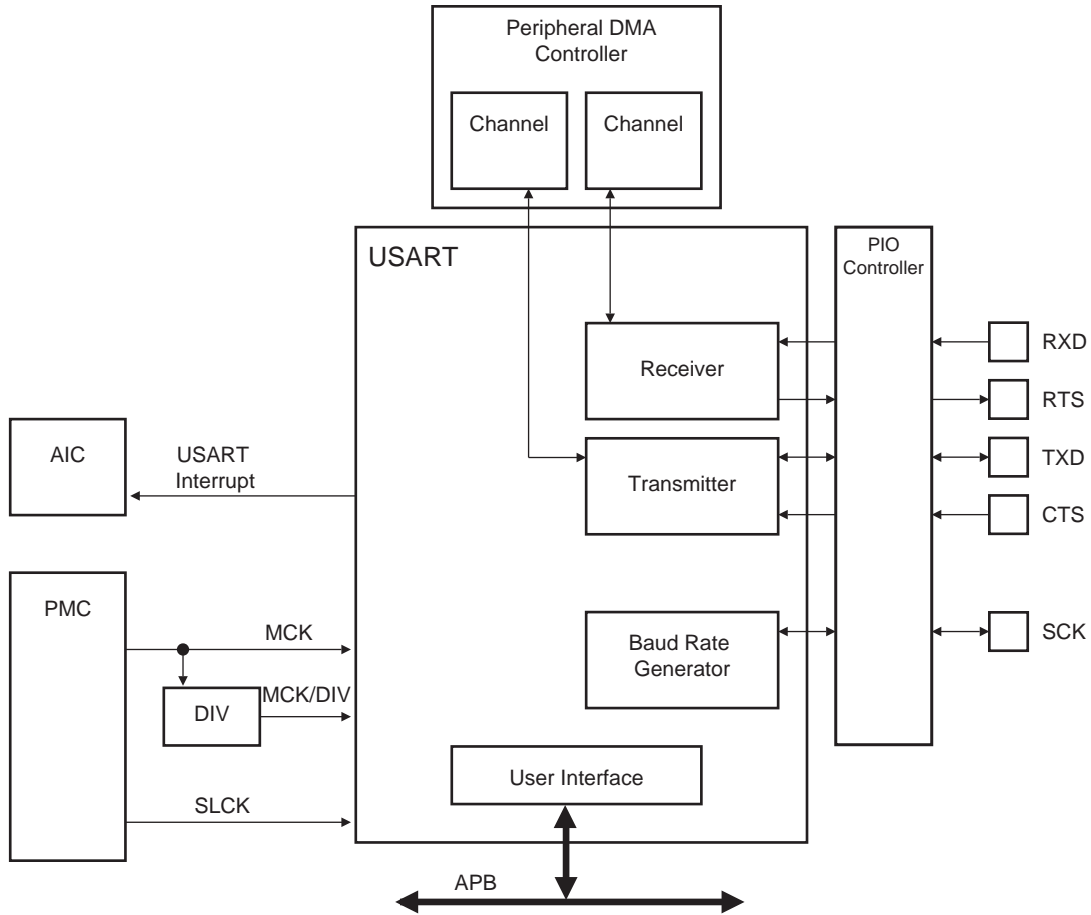 Peripheral DMA
Controller
Channel
Channel
USART
PIO
Controller
Receiver
RXD
RTS
AIC
USART
Interrupt
Transmitter
TXD
CTS
PMC
MCK
Baud Rate
Generator
SCK
DIV
MCK/DIV
User Interface
SLCK
APB